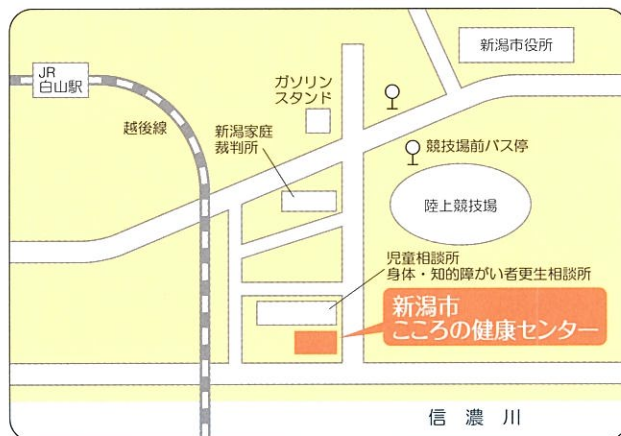 新潟市役所
JR
白山駅
ガソリン
スタンド
越後線
新潟家庭
裁判所
競技場前バス停
陸上競技場
児童相談所
身体・知的障がい者更生相談所
新潟市
こころの健康センター
信濃川